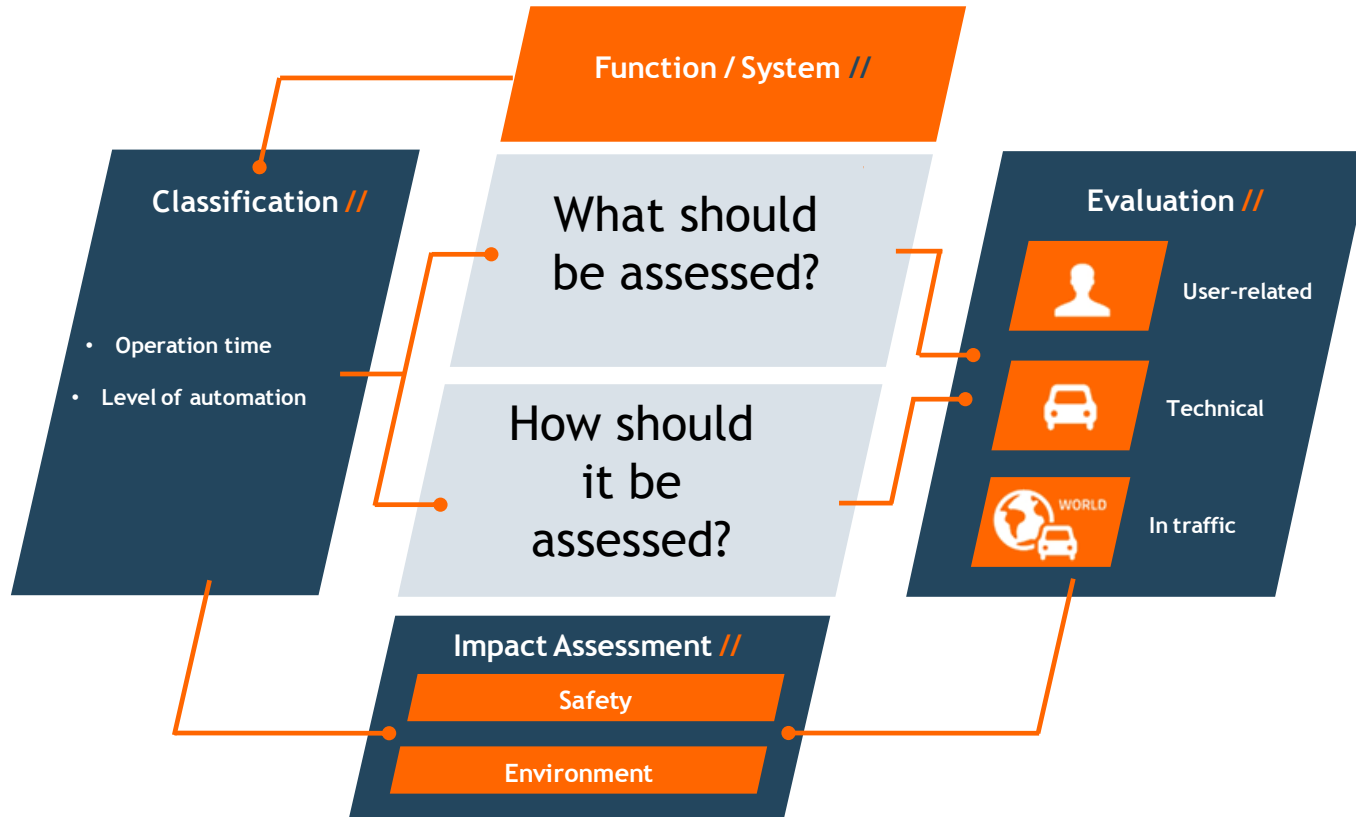 Function / System //
Classification //
• Operation time
• Level of automation
What should
be assessed?
How should
it be
assessed?
Evaluation //
User-related
Technical
WORLD
In traffic
Impact Assessment //
Safety
Environment